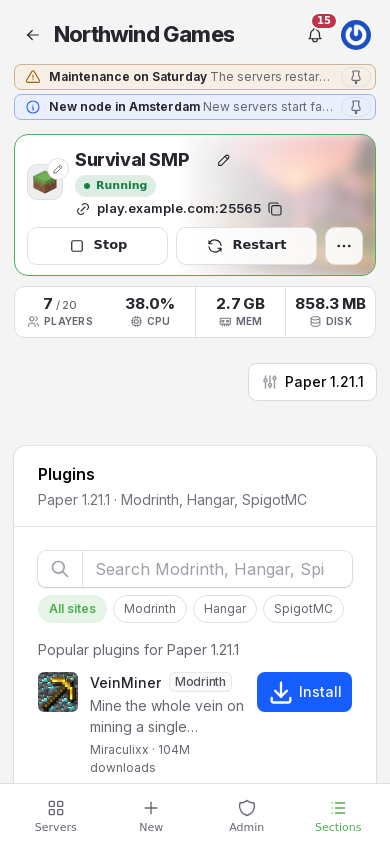 Northwind Games
15
Maintenance on Saturday The servers restar...
New node in Amsterdam New servers start fa...
Survival SMP
Running
play.example.com:25565
Stop
Restart
7 / 20
PLAYERS
38.0%
CPU
2.7 GB
MEM
858.3 MB
DISK
Paper 1.21.1
Plugins
Paper 1.21.1 · Modrinth, Hangar, SpigotMC
Search Modrinth, Hangar, Spi
All sites
Modrinth
Hangar
SpigotMC
Popular plugins for Paper 1.21.1
VeinMiner
Modrinth
Mine the whole vein on
mining a single...
Miraculixx · 104M
downloads
Install
Servers
New
Admin
Sections